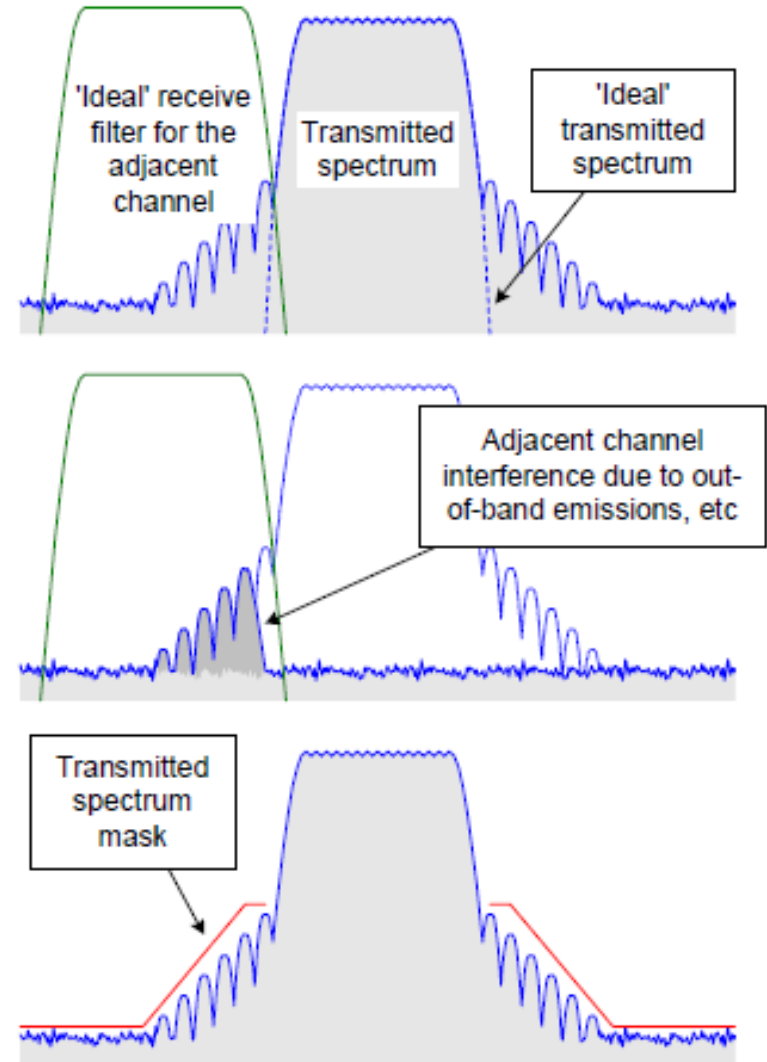 'Ideal' receive
filter for the
adjacent
channel
Transmitted
spectrum
'Ideal'
transmitted
spectrum
Adjacent channel
interference due to out-
of-band emissions, etc
Transmitted
spectrum
mask